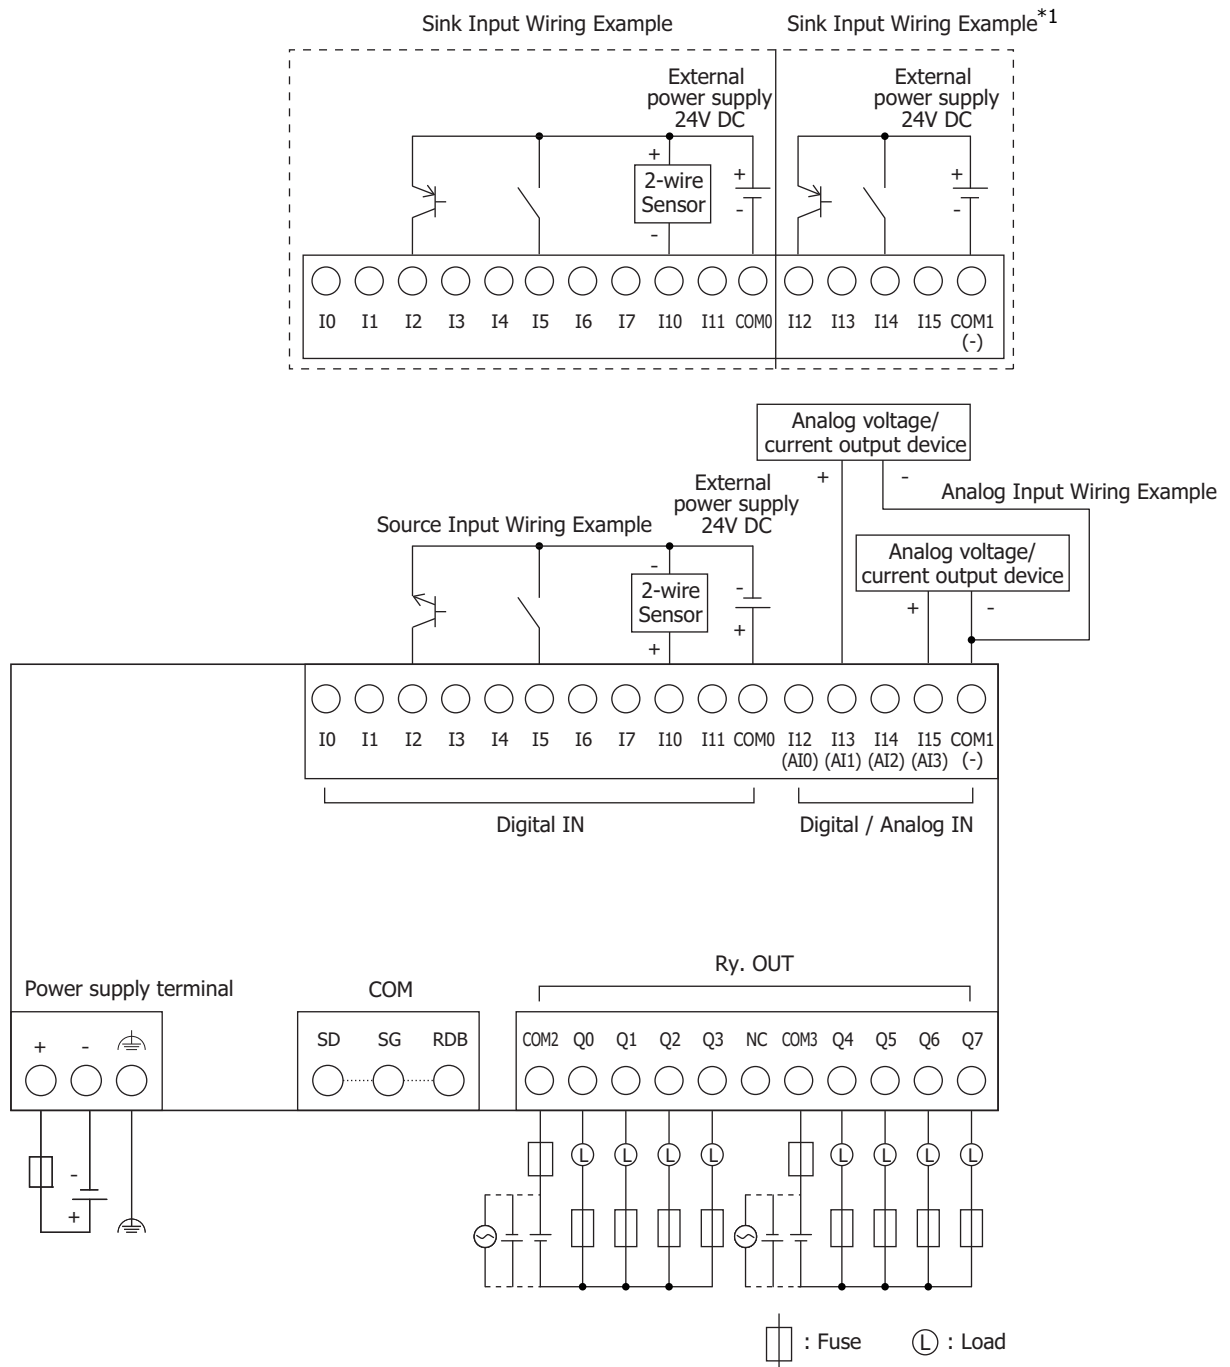 Sink Input Wiring Example
Sink Input Wiring Example*1
External
power supply
24V DC
External
power supply
24V DC
+
2-wire
Sensor
-
+
-
+
-
I0 I1 I2 I3 I4 I5 I6 I7 I10 I11 COM0 I12 I13 I14 I15 COM1
(-)
Analog voltage/
current output device
+ -
Analog Input Wiring Example
External
power supply
24V DC
Source Input Wiring Example
Analog voltage/
current output device
+ -
-
2-wire
Sensor
+
-
+
I0 I1 I2 I3 I4 I5 I6 I7 I10 I11 COM0 I12 I13 I14 I15 COM1
(AI0) (AI1) (AI2) (AI3) (-)
Digital IN
Digital / Analog IN
Ry. OUT
Power supply terminal
COM
+ -
SD SG RDB
COM2 Q0 Q1 Q2 Q3 NC COM3 Q4 Q5 Q6 Q7
L L L L L L L L
-
+
: Fuse
L : Load